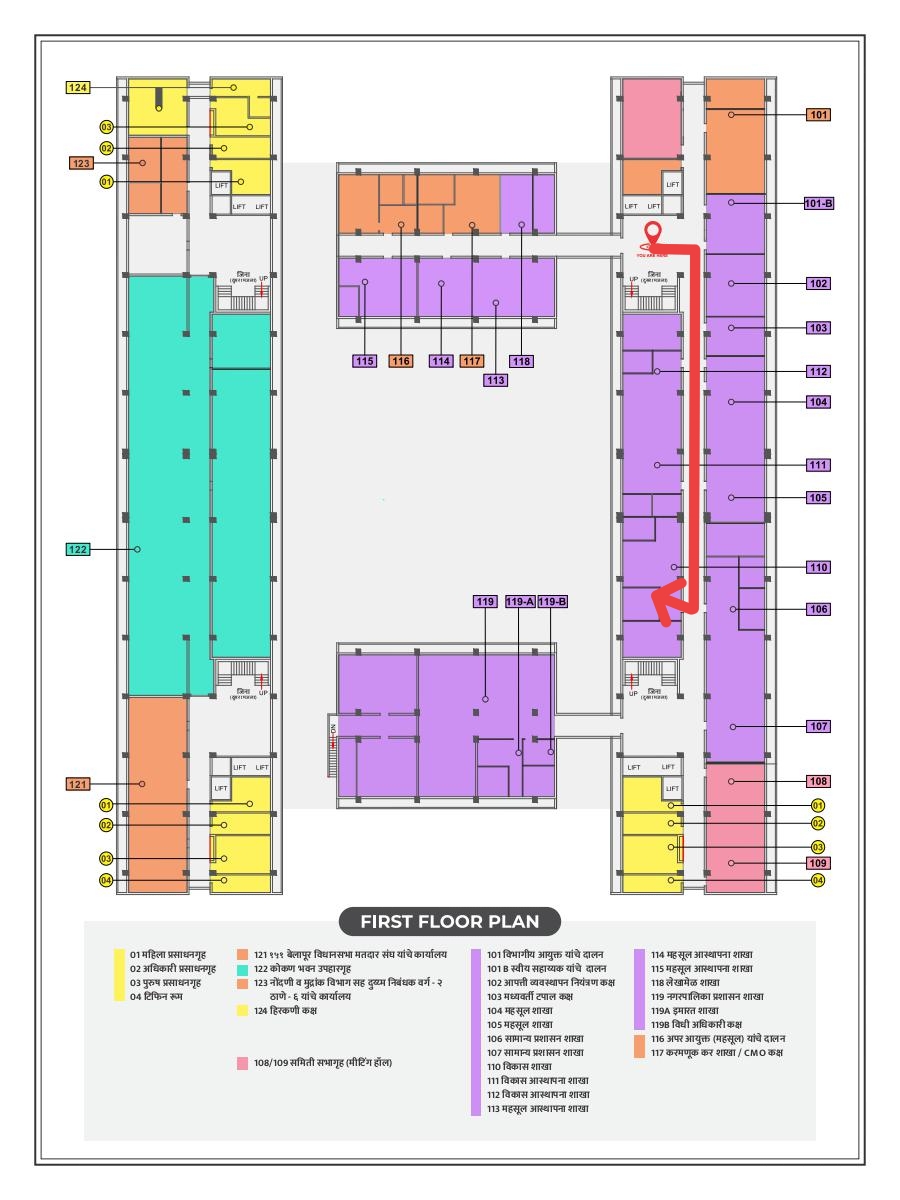 124
03
02
123
01
101
101-B
102
103
112
104
111
105
110
106
107
108
01
02
03
109
04
122
121
01
02
03
04
115
116
114
117
118
113
119
119-A
119-B
LIFT
LIFT LIFT
जिना
UP
LIFT
LIFT LIFT
YOU ARE HERE
UP
जिना
जिना
UP
LIFT LIFT
LIFT
UP
जिना
LIFT LIFT
LIFT
DN
FIRST FLOOR PLAN
01 महिला प्रसाधनगृह
02 अधिकारी प्रसाधनगृह
03 पुरुष प्रसाधनगृह
04 टिफिन रूम
121 १५१ बेलापूर विधानसभा मतदार संघ यांचे कार्यालय
122 कोकण भवन उपहारगृह
123 नोंदणी व मुद्रांक विभाग सह दुय्यम निबंधक वर्ग - २
ठाणे - ६ यांचे कार्यालय
124 हिरकणी कक्ष
108/109 समिती सभागृह (मीटिंग हॉल)
101 विभागीय आयुक्त यांचे दालन
101 B स्वीय सहाय्यक यांचे दालन
102 आपत्ती व्यवस्थापन नियंत्रण कक्ष
103 मध्यवर्ती टपाल कक्ष
104 महसूल शाखा
105 महसूल शाखा
106 सामान्य प्रशासन शाखा
107 सामान्य प्रशासन शाखा
110 विकास शाखा
111 विकास आस्थापना शाखा
112 विकास आस्थापना शाखा
113 महसूल आस्थापना शाखा
114 महसूल आस्थापना शाखा
115 महसूल आस्थापना शाखा
118 लेखामेळ शाखा
119 नगरपालिका प्रशासन शाखा
119A इमारत शाखा
119B विधी अधिकारी कक्ष
116 अपर आयुक्त (महसूल) यांचे दालन
117 करमणूक कर शाखा / CMO कक्ष